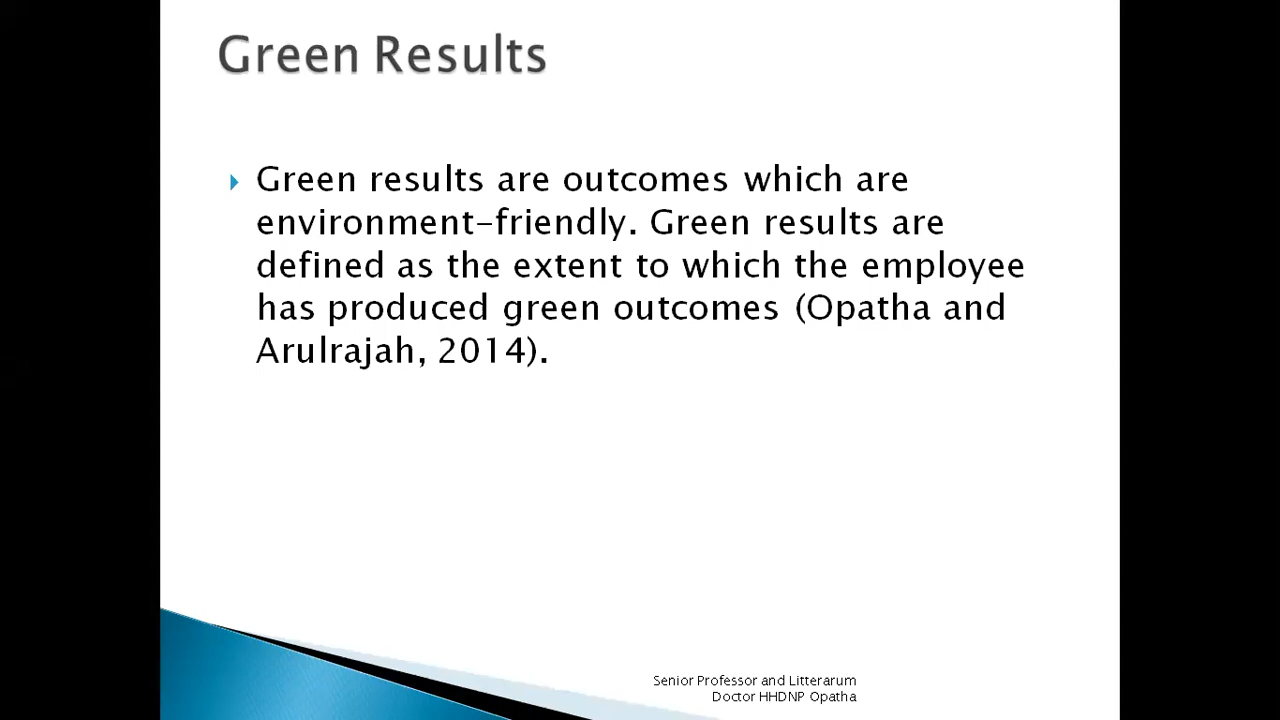 Green Results
Green results are outcomes which are
environment-friendly. Green results are
defined as the extent to which the employee
has produced green outcomes (Opatha and
Arulrajah, 2014).
Senior Professor and Litterarum
Doctor HHDNP Opatha